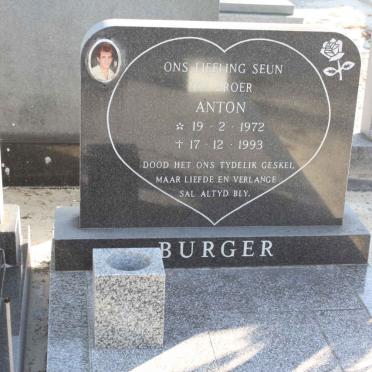 ONS LIEFLING SEUN
BROER
ANTON
☆ 19 - 2 - 1972
✝ 17 - 12 - 1993
DOOD HET ONS TYDELIK GESKEI,
MAAR LIEFDE EN VERLANGE
SAL ALTYD BLY.
BURGER